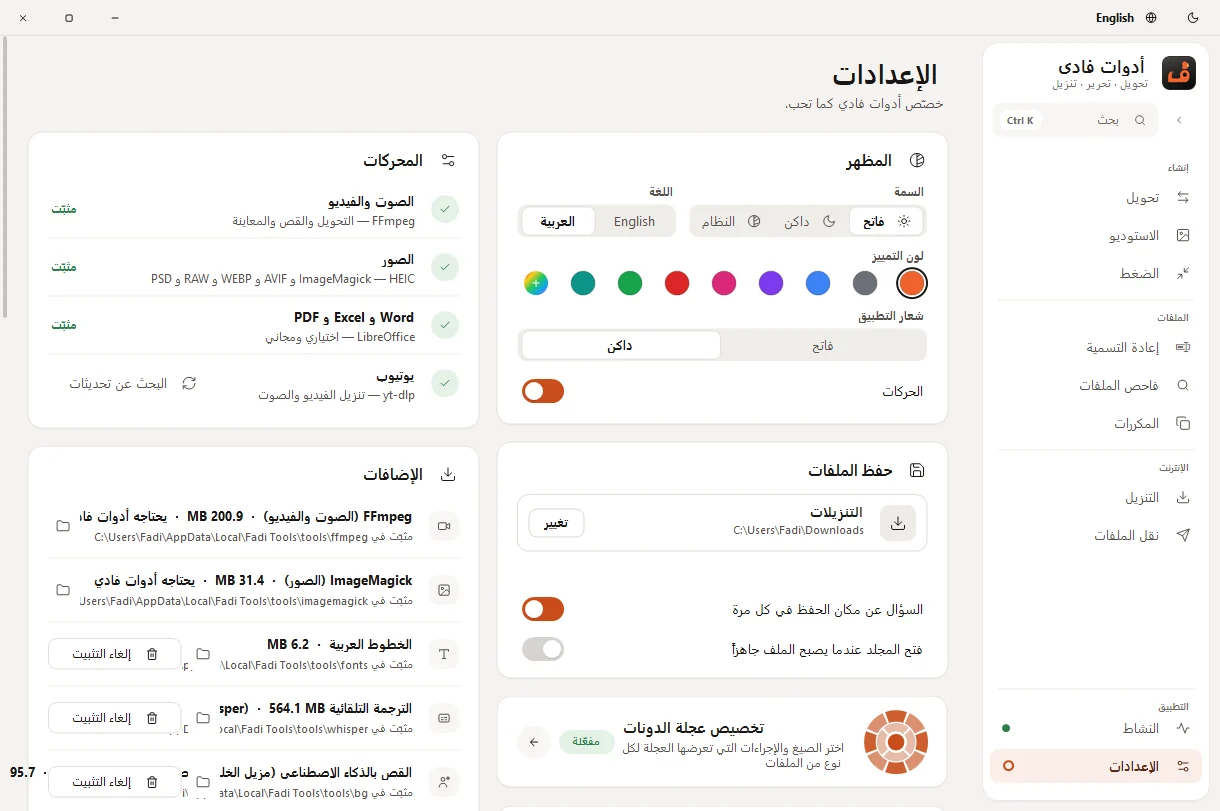 English
أدوات فادي
تحويل · تحرير · تنزيل
بحث
Ctrl K
إنشاء
تحويل
الاستوديو
الضغط
الملفات
إعادة التسمية
فاحص الملفات
المكررات
الإنترنت
التنزيل
نقل الملفات
التطبيق
النشاط
الإعدادات
الإعدادات
خصّص أدوات فادي كما تحب.
المظهر
السمة
فاتح
داكن
النظام
اللغة
English
العربية
لون التمييز
شعار التطبيق
فاتح
داكن
الحركات
حفظ الملفات
التنزيلات
C:\Users\Fadi\Downloads
تغيير
السؤال عن مكان الحفظ في كل مرة
فتح المجلد عندما يصبح الملف جاهزاً
تخصيص عجلة الدونات
اختر الصيغ والإجراءات التي تعرضها العجلة لكل
نوع من الملفات
مفعّلة
المحركات
الصوت والفيديو
FFmpeg — التحويل والقص والمعاينة
مثبّت
الصور
ImageMagick — HEIC و AVIF و WEBP و RAW و PSD
مثبّت
Word و Excel و PDF
LibreOffice — اختياري ومجاني
مثبّت
يوتيوب
yt-dlp — تنزيل الفيديو والصوت
البحث عن تحديثات
الإضافات
FFmpeg (الصوت والفيديو) · 200.9 MB · يحتاجه أدوات
مثبّت في C:\Users\Fadi\AppData\Local\Fadi Tools\tools\ffmpeg
ImageMagick (الصور) · 31.4 MB · يحتاجه أدوات فادي
مثبّت في Users\Fadi\AppData\Local\Fadi Tools\tools\imagemagick
الخطوط العربية · 6.2 MB
مثبّت في \Local\Fadi Tools\tools\fonts
إلغاء التثبيت
الترجمة التلقائية 564.1 MB · (sper
مثبّت في ocal\Fadi Tools\tools\whisper
إلغاء التثبيت
القص بالذكاء الاصطناعي (مزيل · 95.7
مثبّت في ata\Local\Fadi Tools\tools\bg
إلغاء التثبيت